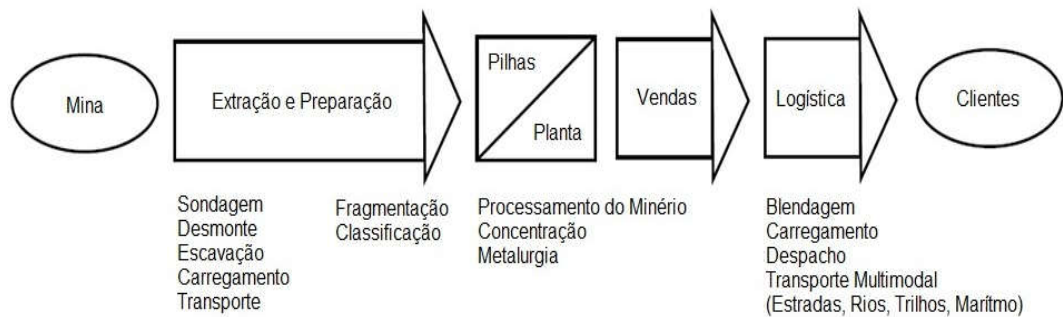 Mina
Extração e Preparação
Pilhas
Planta
Vendas
Logística
Clientes
Sondagem
Desmonte
Escavação
Carregamento
Transporte
Fragmentação
Classificação
Processamento do Minério
Concentração
Metalurgia
Blendagem
Carregamento
Despacho
Transporte Multimodal
(Estradas, Rios, Trilhos, Marítmo)